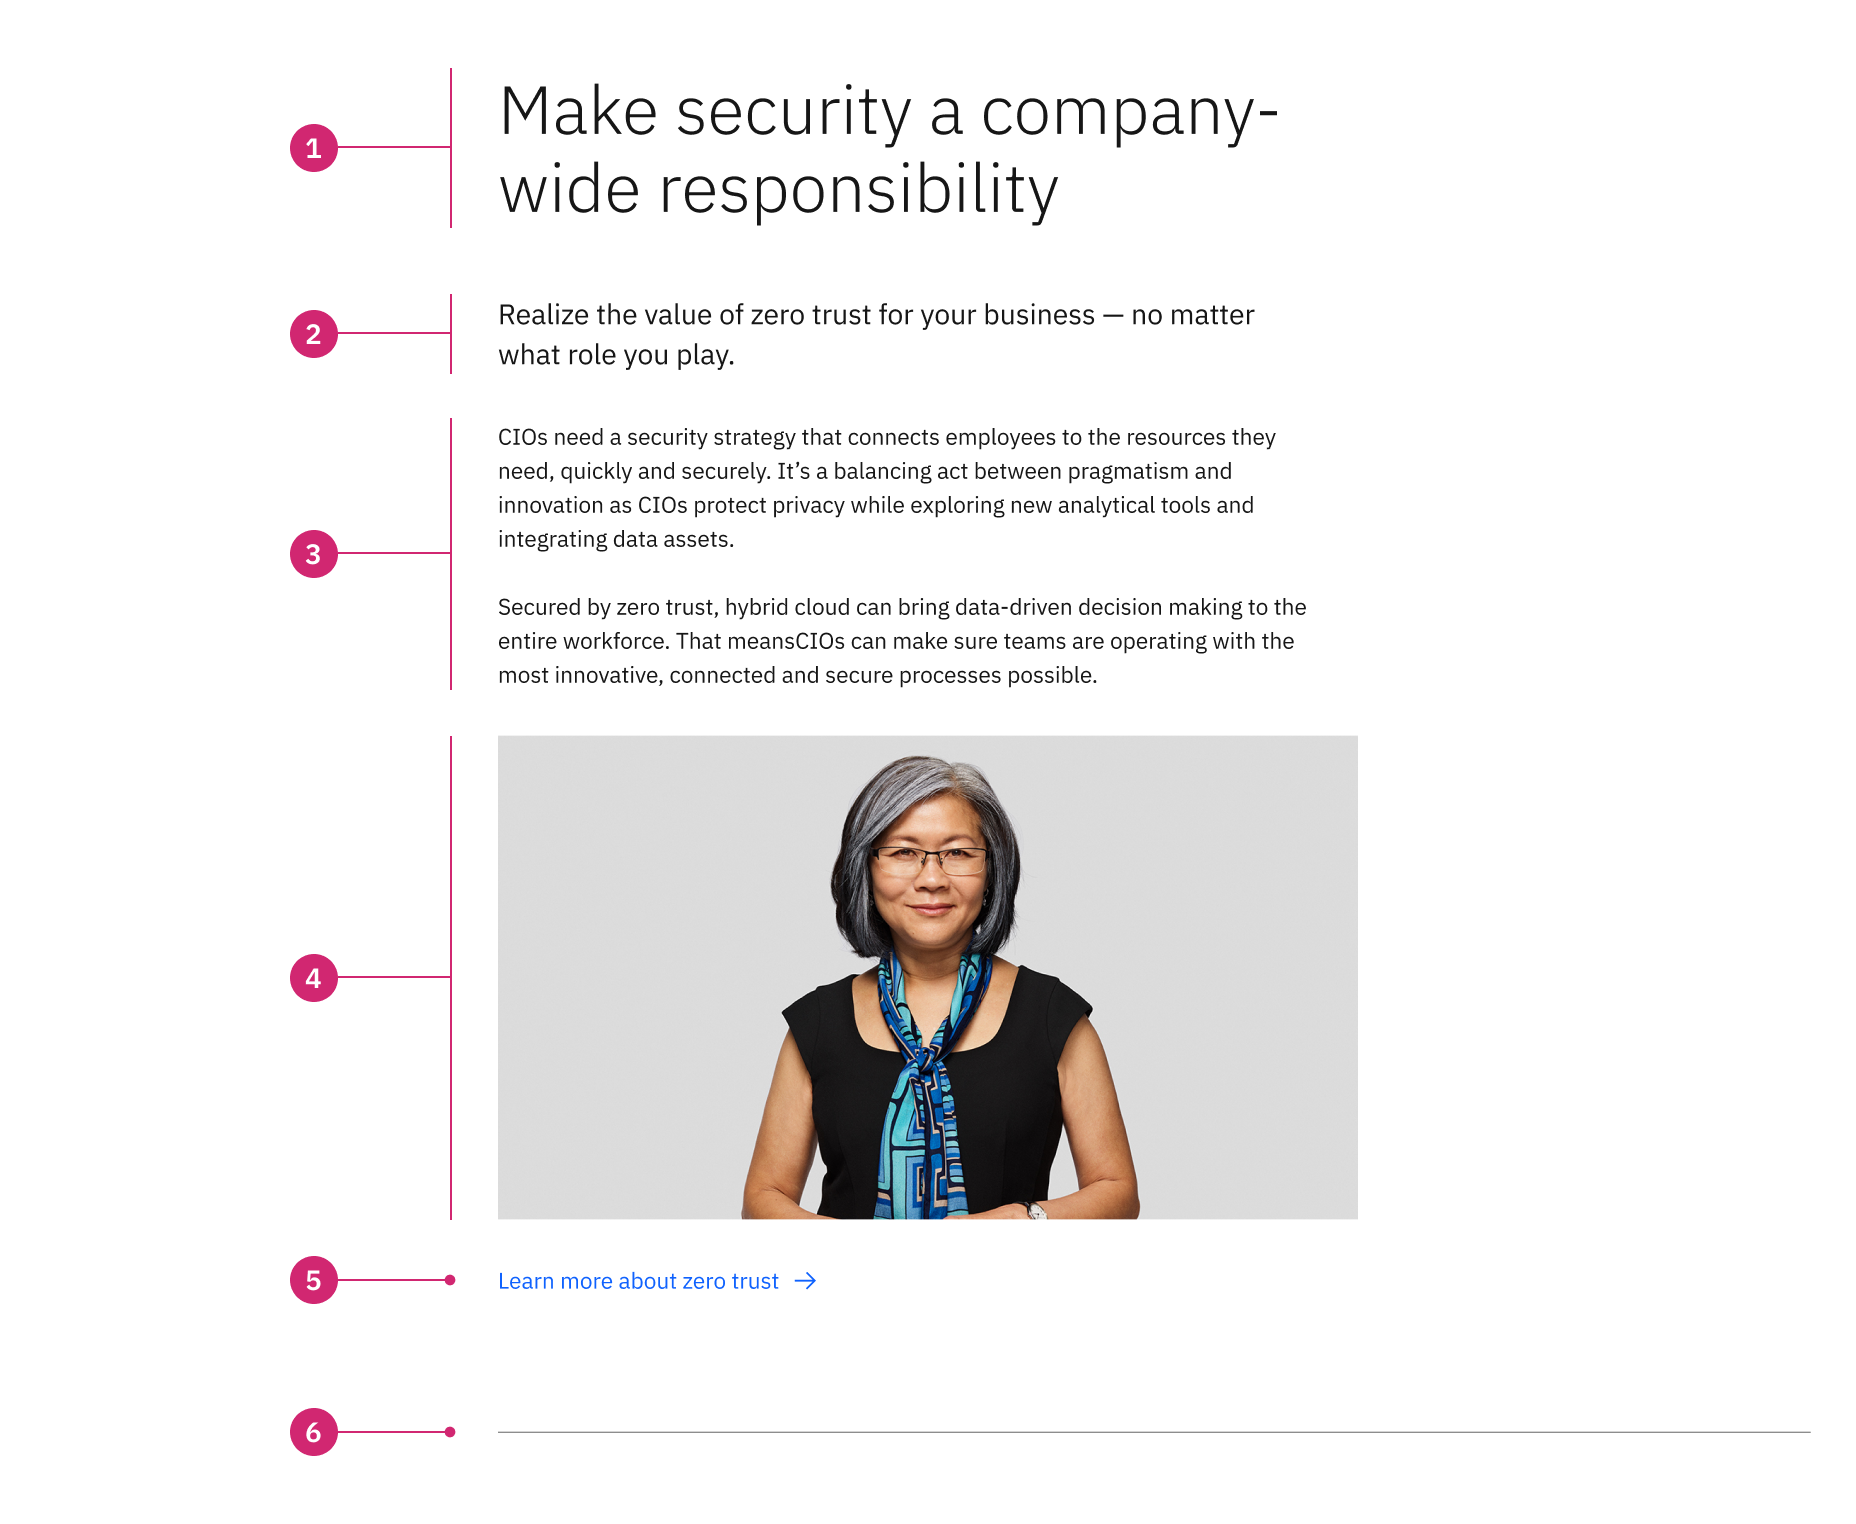 1
Make security a company-
wide responsibility
2
Realize the value of zero trust for your business — no matter
what role you play.
3
CIOs need a security strategy that connects employees to the resources they
need, quickly and securely. It’s a balancing act between pragmatism and
innovation as CIOs protect privacy while exploring new analytical tools and
integrating data assets.
Secured by zero trust, hybrid cloud can bring data-driven decision making to the
entire workforce. That meansCIOs can make sure teams are operating with the
most innovative, connected and secure processes possible.
4
5
Learn more about zero trust →
6